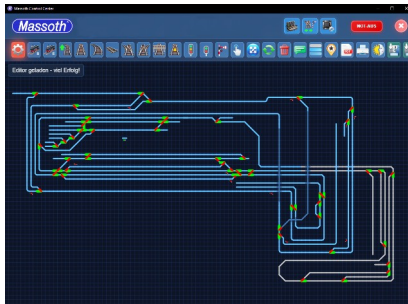 Massoth Control Center
Massoth
NOT-AUS
Editor geladen - viel Erfolg!